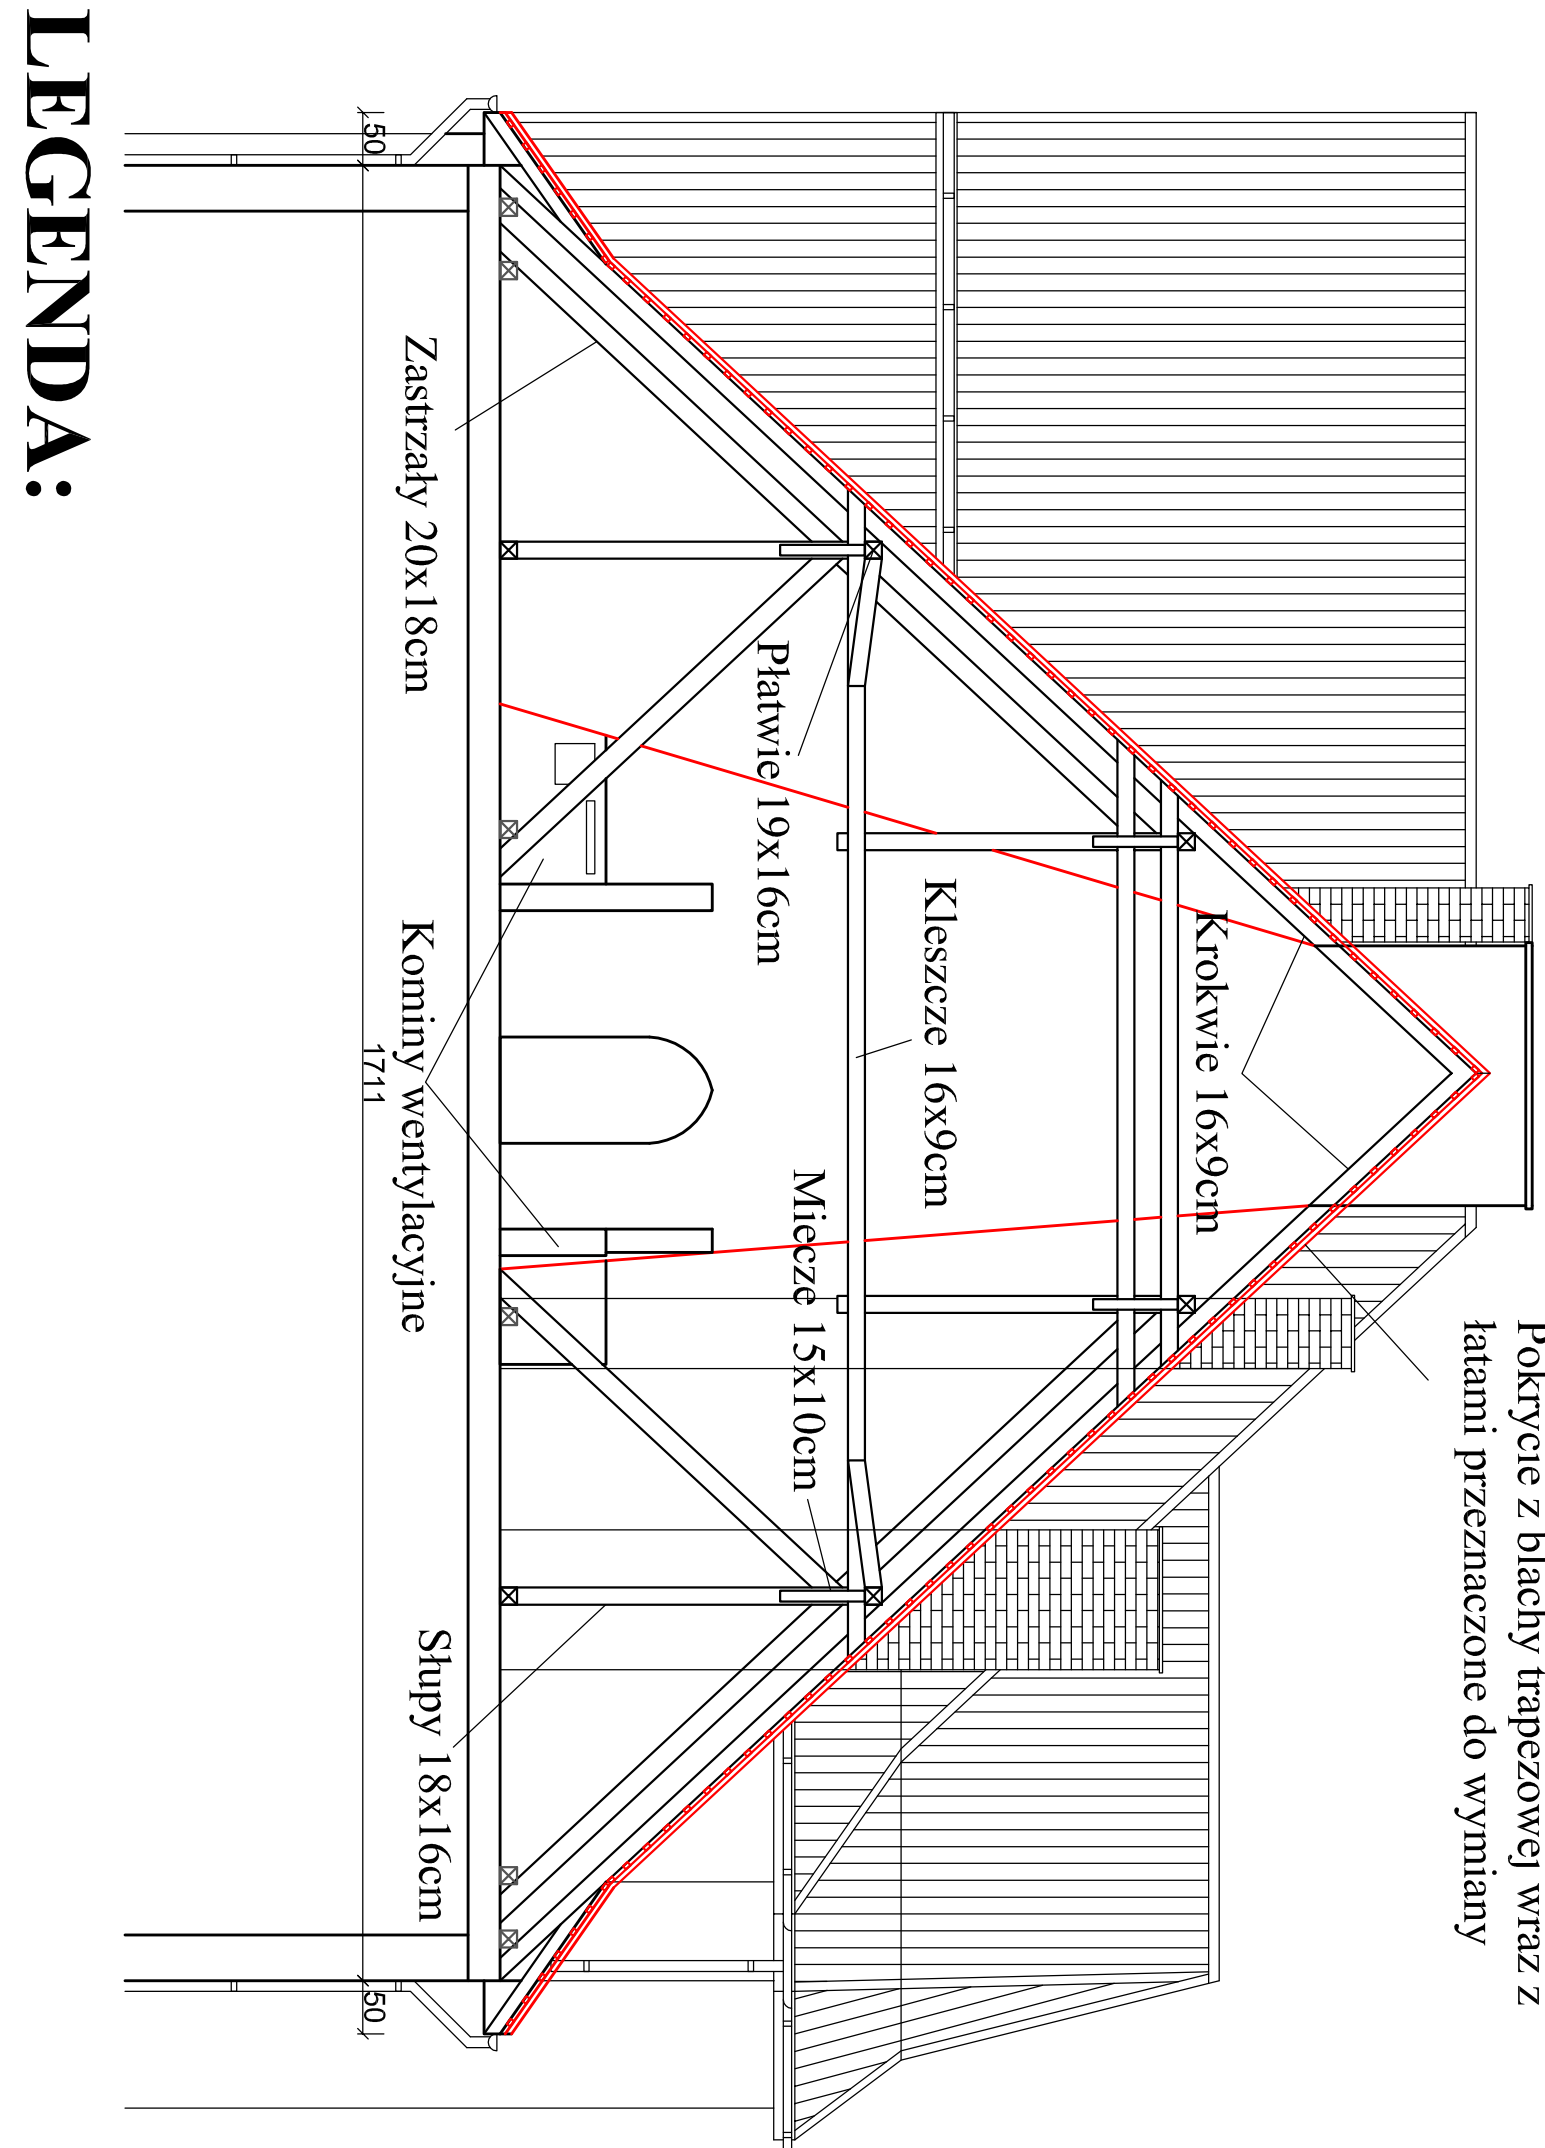 Pokrycie z blachy trapezowej wraz z
łatami przeznaczone do wymiany
Krokwie 16x9cm
Kleszcze 16x9cm
Miecze 15x10cm
Płatwie 19x16cm
Zastrzały 20x18cm
Kominy wentylacyjne
Słupy 18x16cm
50
1711
50
LEGENDA: